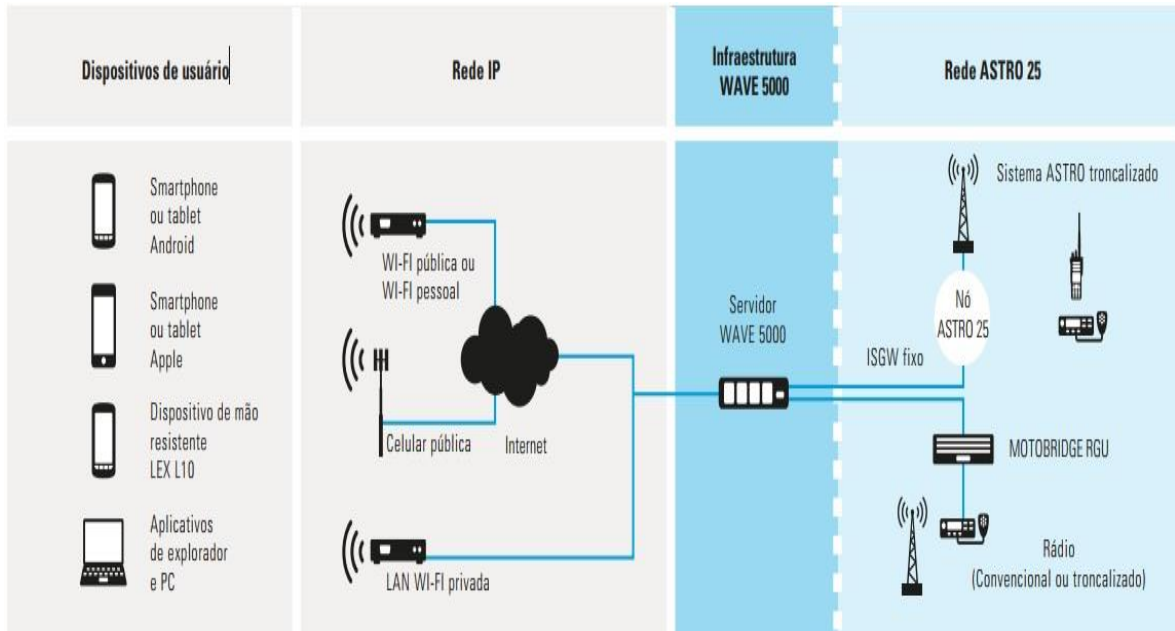 Dispositivos de usuário
Rede IP
Infraestrutura
WAVE 5000
Rede ASTRO 25
Smartphone
ou tablet
Android
Smartphone
ou tablet
Apple
Dispositivo de mão
resistente
LEX L10
Aplicativos
de explorador
e PC
WI-FI pública ou
WI-FI pessoal
Celular pública
Internet
LAN WI-FI privada
Servidor
WAVE 5000
Sistema ASTRO troncalizado
Nó
ASTRO 25
ISGW fixo
MOTOBRIDGE RGU
Rádio
(Convencional ou troncalizado)